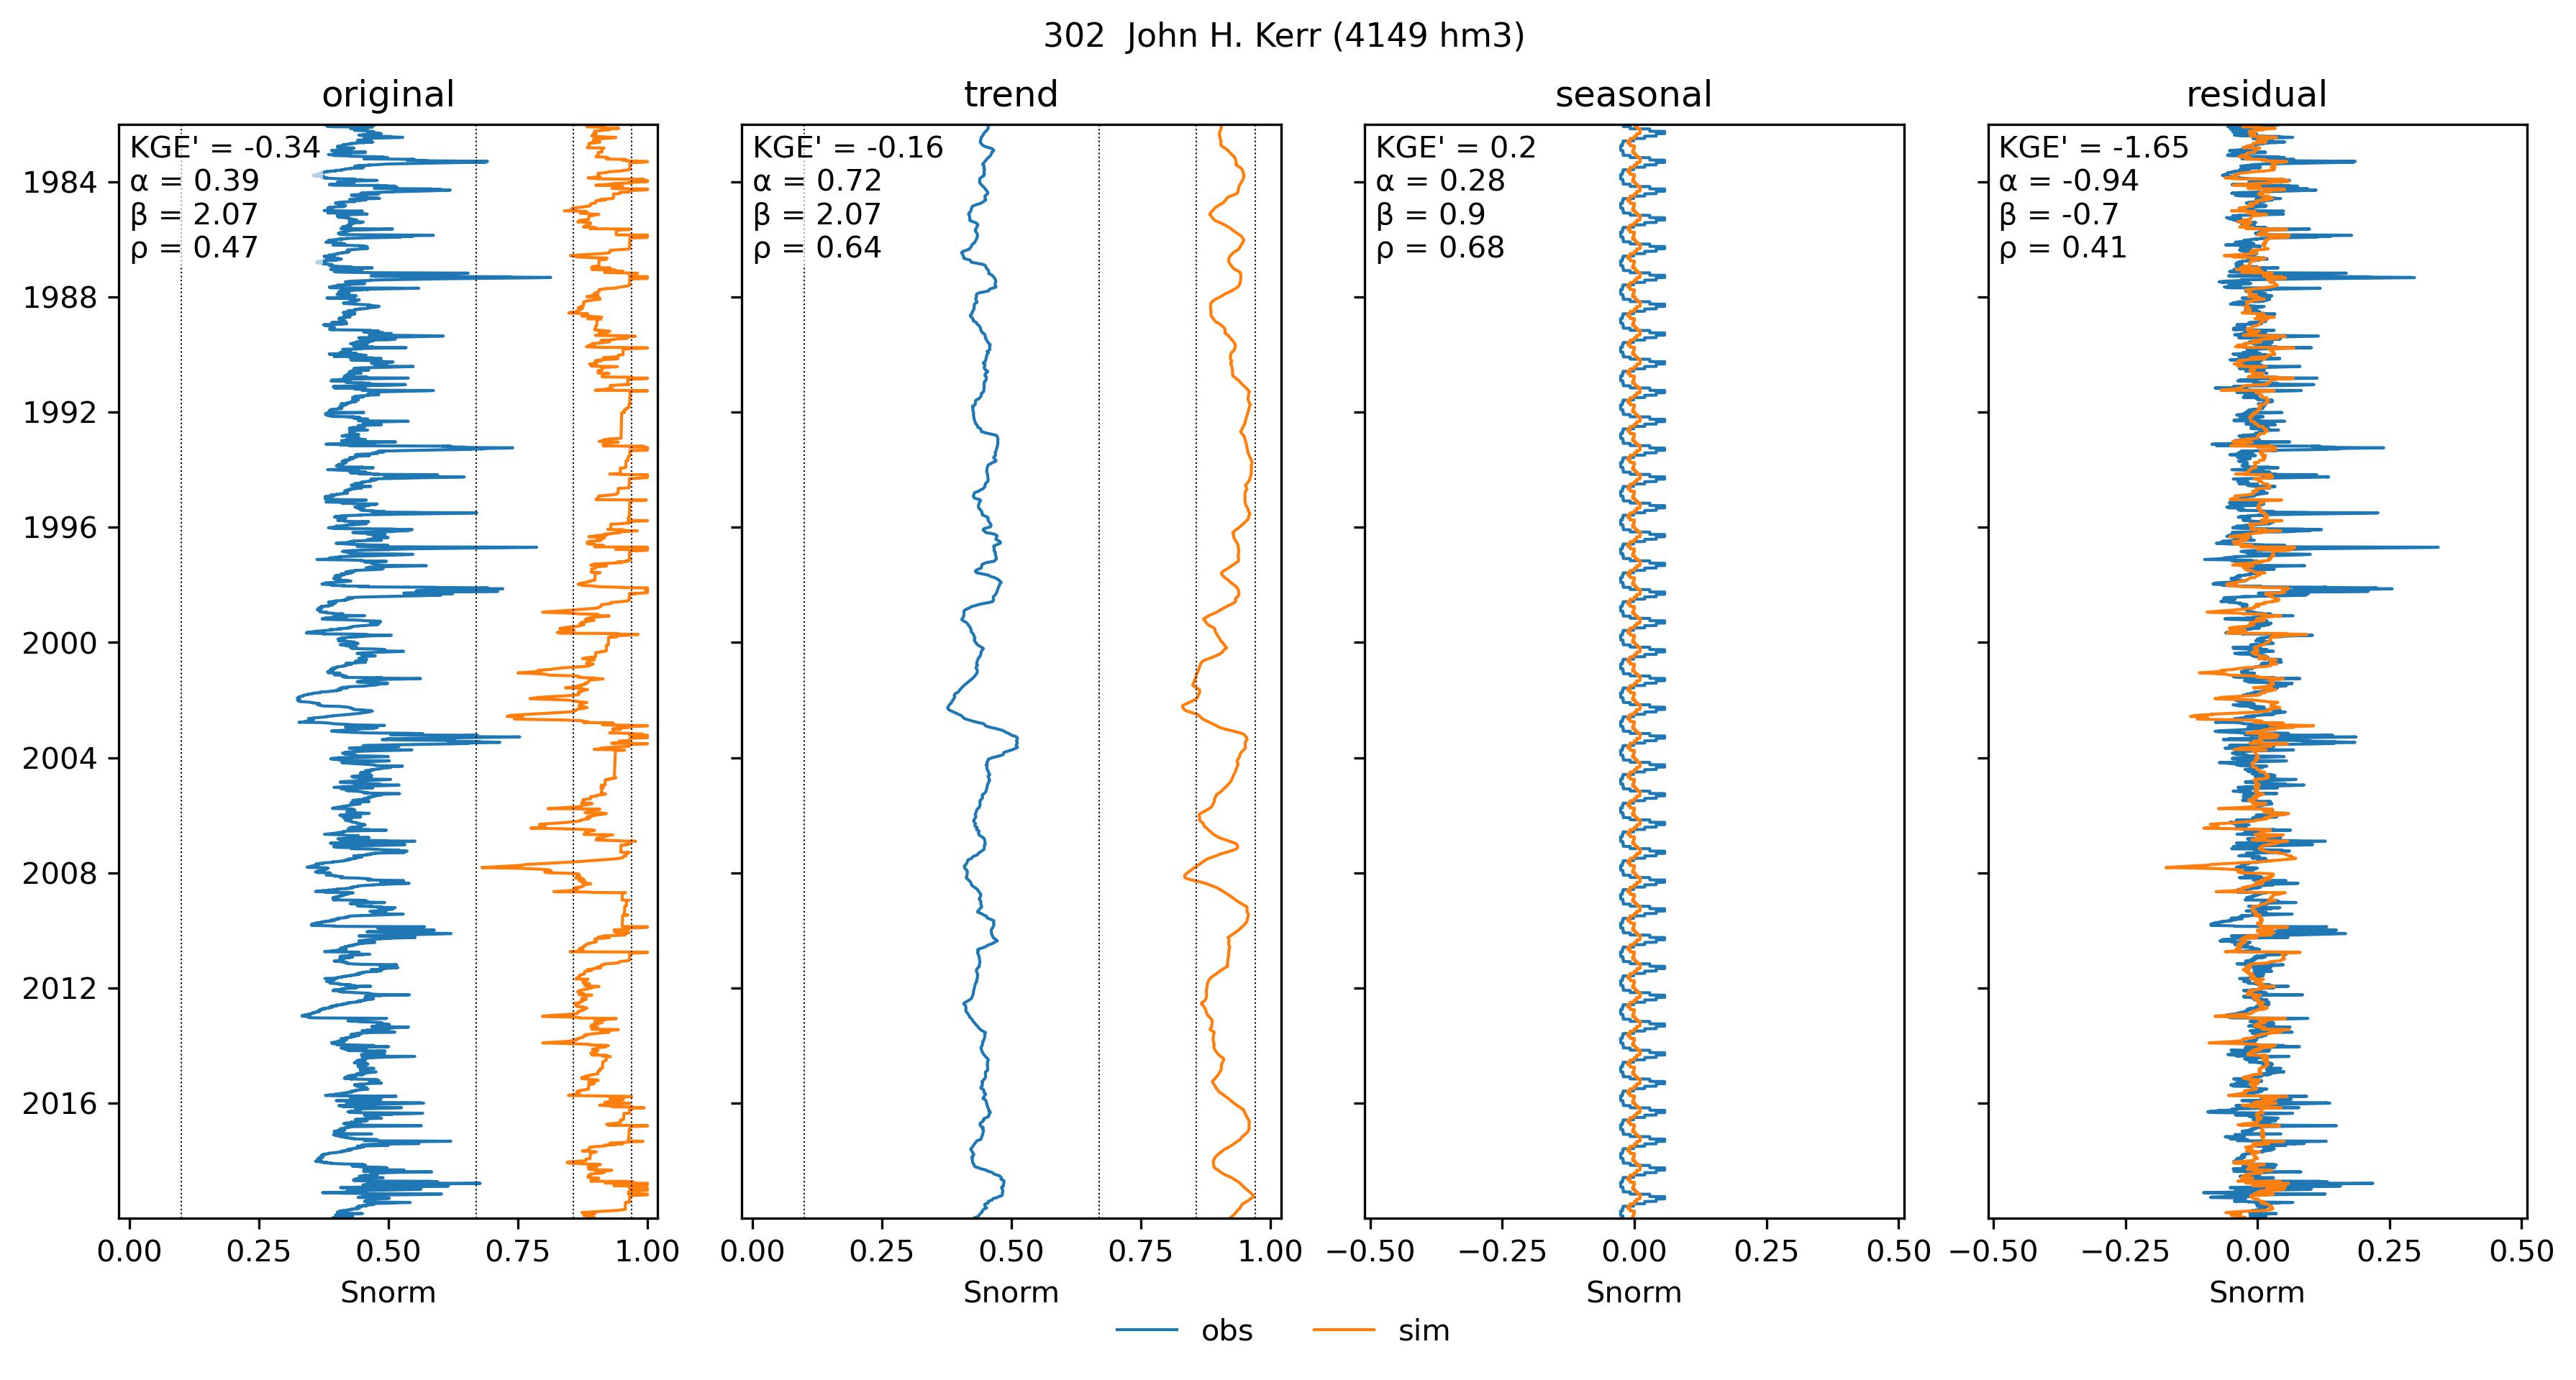 302  John H. Kerr (4149 hm3)
original
trend
seasonal
residual
KGE' = -0.34
α = 0.39
β = 2.07
ρ = 0.47
KGE' = -0.16
α = 0.72
β = 2.07
ρ = 0.64
KGE' = 0.2
α = 0.28
β = 0.9
ρ = 0.68
KGE' = -1.65
α = -0.94
β = -0.7
ρ = 0.41
1984
1988
1992
1996
2000
2004
2008
2012
2016
0.00 0.25 0.50 0.75 1.00
0.00 0.25 0.50 0.75 1.00
−0.50 −0.25 0.00 0.25 0.50
−0.50 −0.25 0.00 0.25 0.50
Snorm
Snorm
Snorm
Snorm
obs
sim